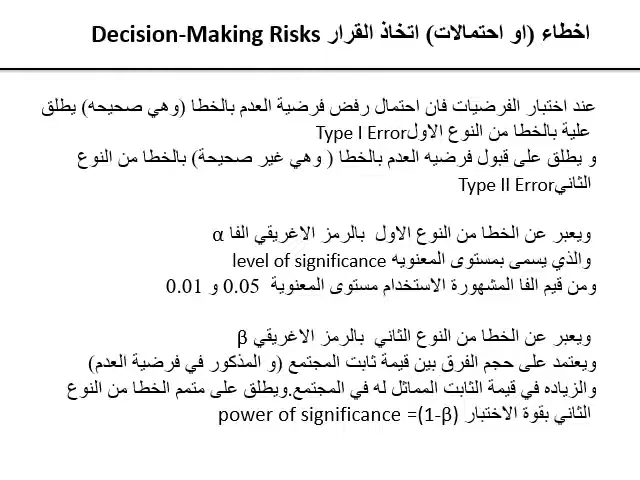 اخطاء (او احتمالات) اتخاذ القرار Decision-Making Risks
عند اختبار الفرضيات فان احتمال رفض فرضية العدم بالخطا (وهي صحيحه) يطلق
علية بالخطا من النوع الاول Type I Error
و يطلق على قبول فرضيه العدم بالخطا ( وهي غير صحيحة) بالخطا من النوع
الثاني Type II Error
ويعبر عن الخطا من النوع الاول بالرمز الاغريقي الفا α
والذي يسمى بمستوى المعنويه level of significance
ومن قيم الفا المشهورة الاستخدام مستوى المعنوية 0.05 و 0.01
ويعبر عن الخطا من النوع الثاني بالرمز الاغريقي β
ويعتمد على حجم الفرق بين قيمة ثابت المجتمع (و المذكور في فرضية العدم)
والزياده في قيمة الثابت المماثل له في المجتمع.ويطلق على متمم الخطا من النوع
الثاني بقوة الاختبار power of significance =(1-β)